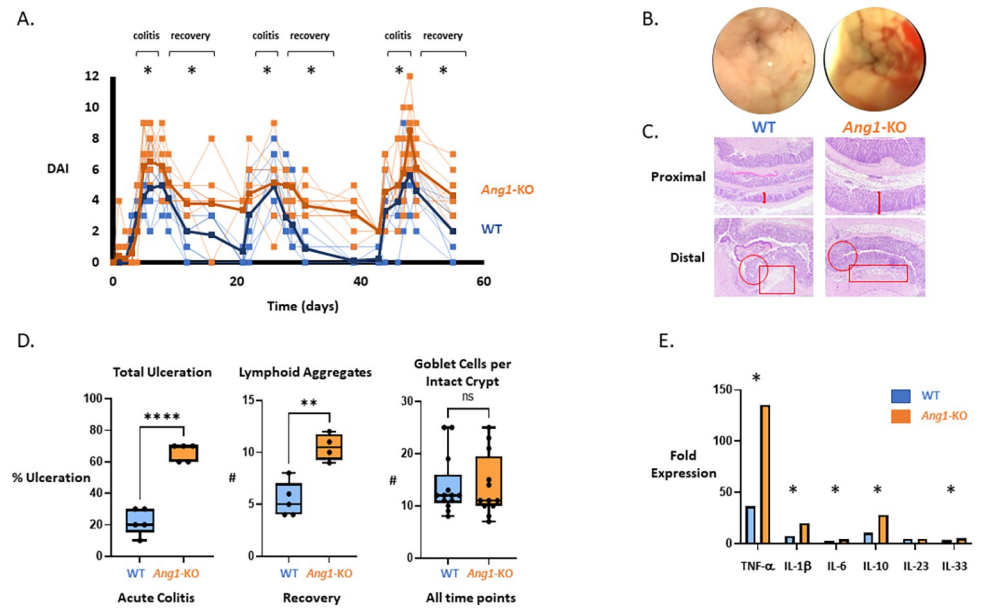 A.
colitis recovery colitis recovery colitis recovery
* * * * * *
12
10
8
DAI 6
4
2
0
0 20 40 60
Time (days)
Ang1-KO
WT
B.
WT Ang1-KO
C.
Proximal
Distal
D.
Total Ulceration
****
100
80
60
% Ulceration
40
20
0
WT Ang1-KO
Acute Colitis
Lymphoid Aggregates
**
15
10
#
5
0
WT Ang1-KO
Recovery
Goblet Cells per
Intact Crypt
ns
30
20
#
10
0
WT Ang1-KO
All time points
E.
WT
Ang1-KO
* * * * *
150
100
Fold
Expression
50
0
TNF-α IL-1β IL-6 IL-10 IL-23 IL-33